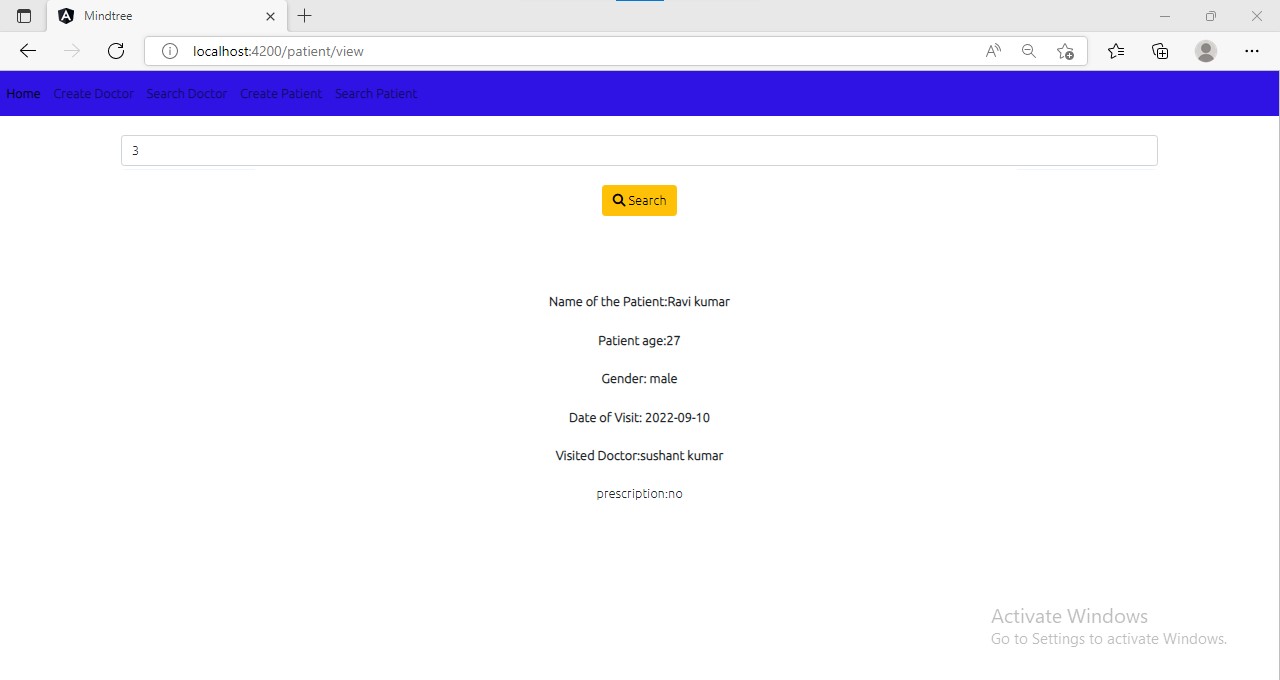 Mindtree
localhost:4200/patient/view
Home Create Doctor Search Doctor Create Patient Search Patient
3
Search
Name of the Patient:Ravi kumar
Patient age:27
Gender: male
Date of Visit: 2022-09-10
Visited Doctor:sushant kumar
prescription:no
Activate Windows
Go to Settings to activate Windows.